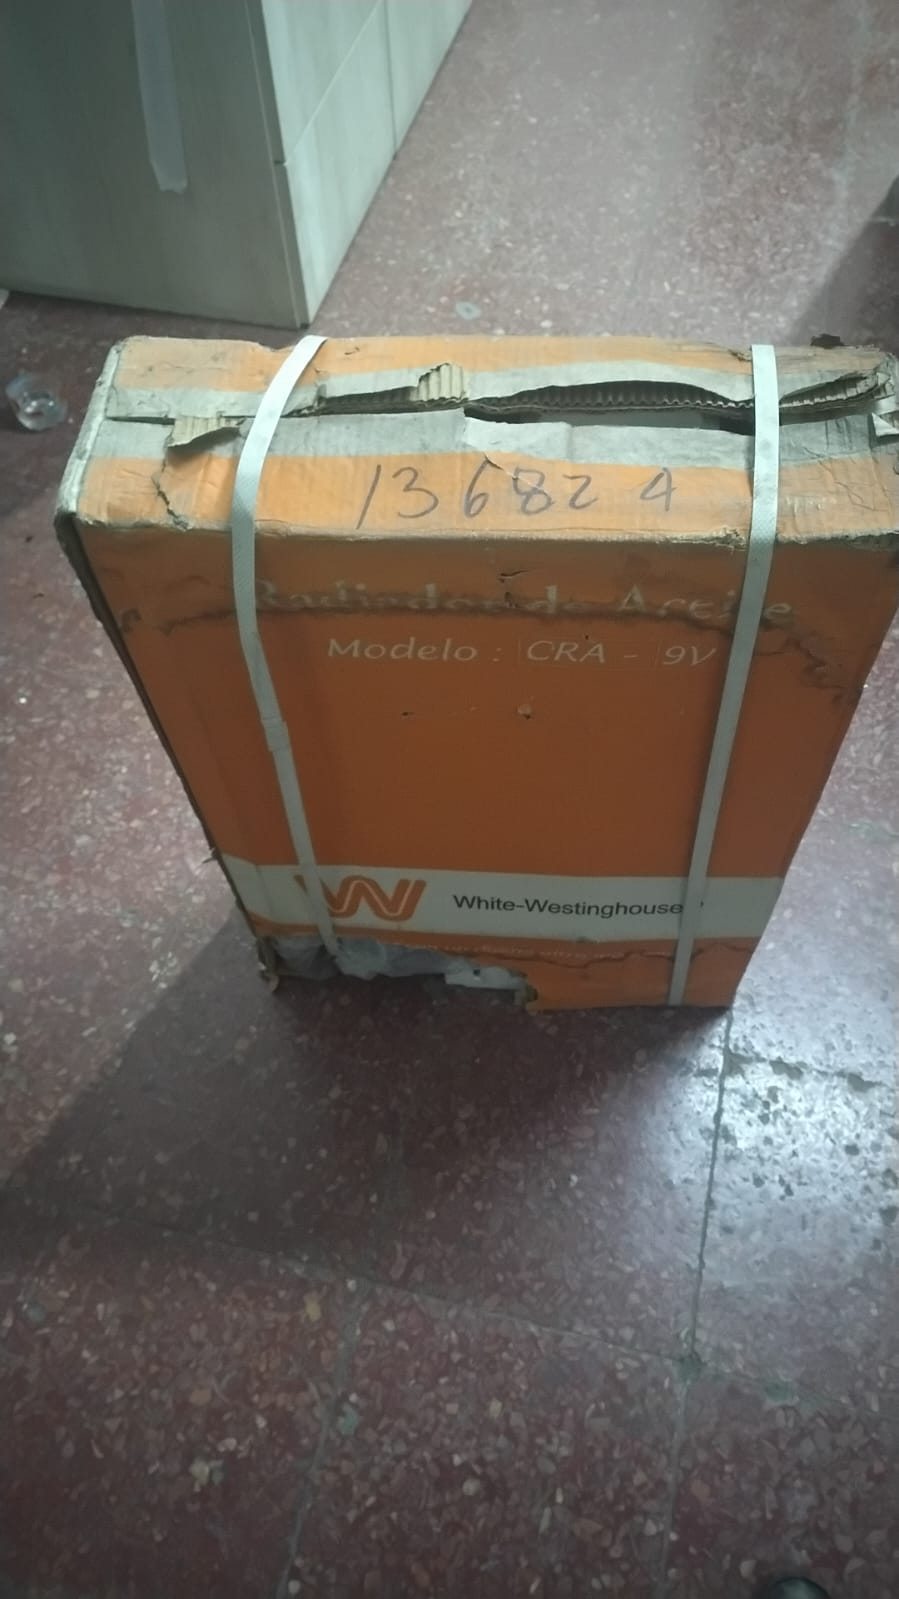 136824
Radiador de Aceite
Modelo : CRA - 9V
White-Westinghouse